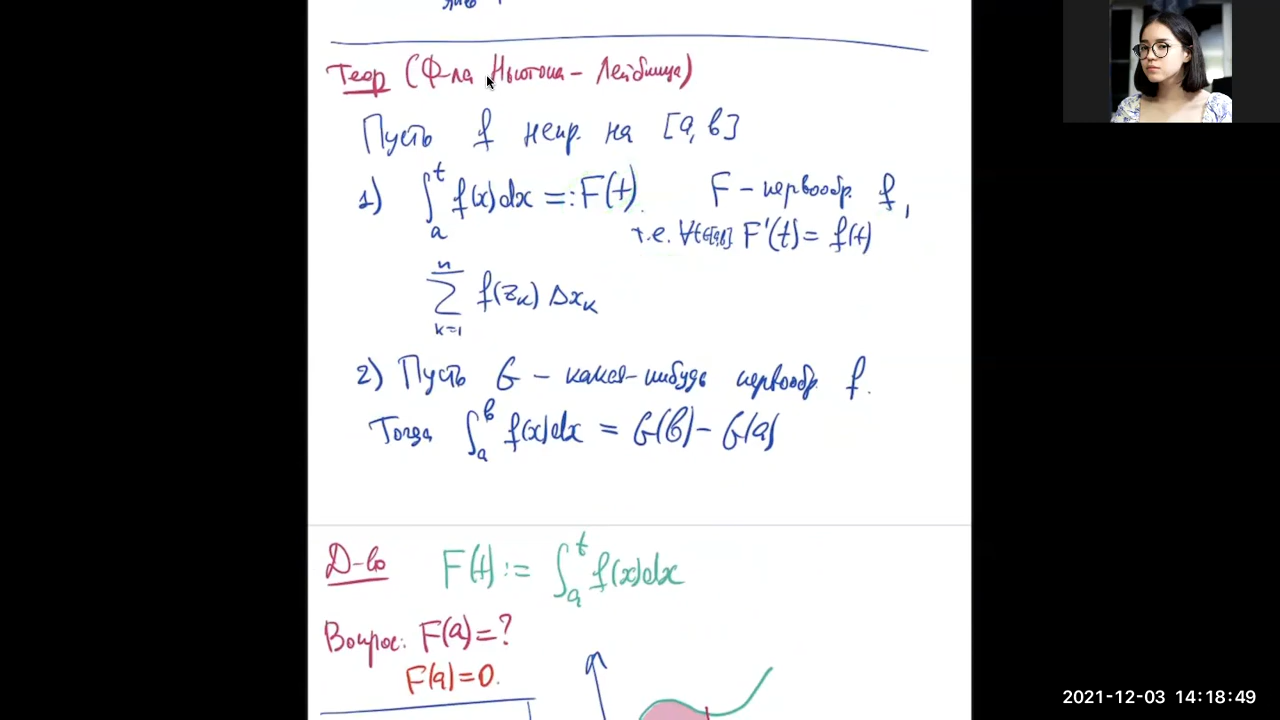 Теор (Ф-ла Ньютона - Лейбница)
Пусть f непр. на [a, b]
1) ∫ₐᵗ f(x)dx =: F(t). F - первообр. f,
т.е. ∀t∈[a,b] F'(t) = f(t)
n
∑ f(zₖ) Δxₖ
k=1
2) Пусть G - какая-нибудь первообр. f.
Тогда ∫ₐᵇ f(x)dx = G(b) - G(a)
Д-во F(t) := ∫ₐᵗ f(x)dx
Вопрос: F(a) = ?
F(a) = 0.
2021-12-03 14:18:49